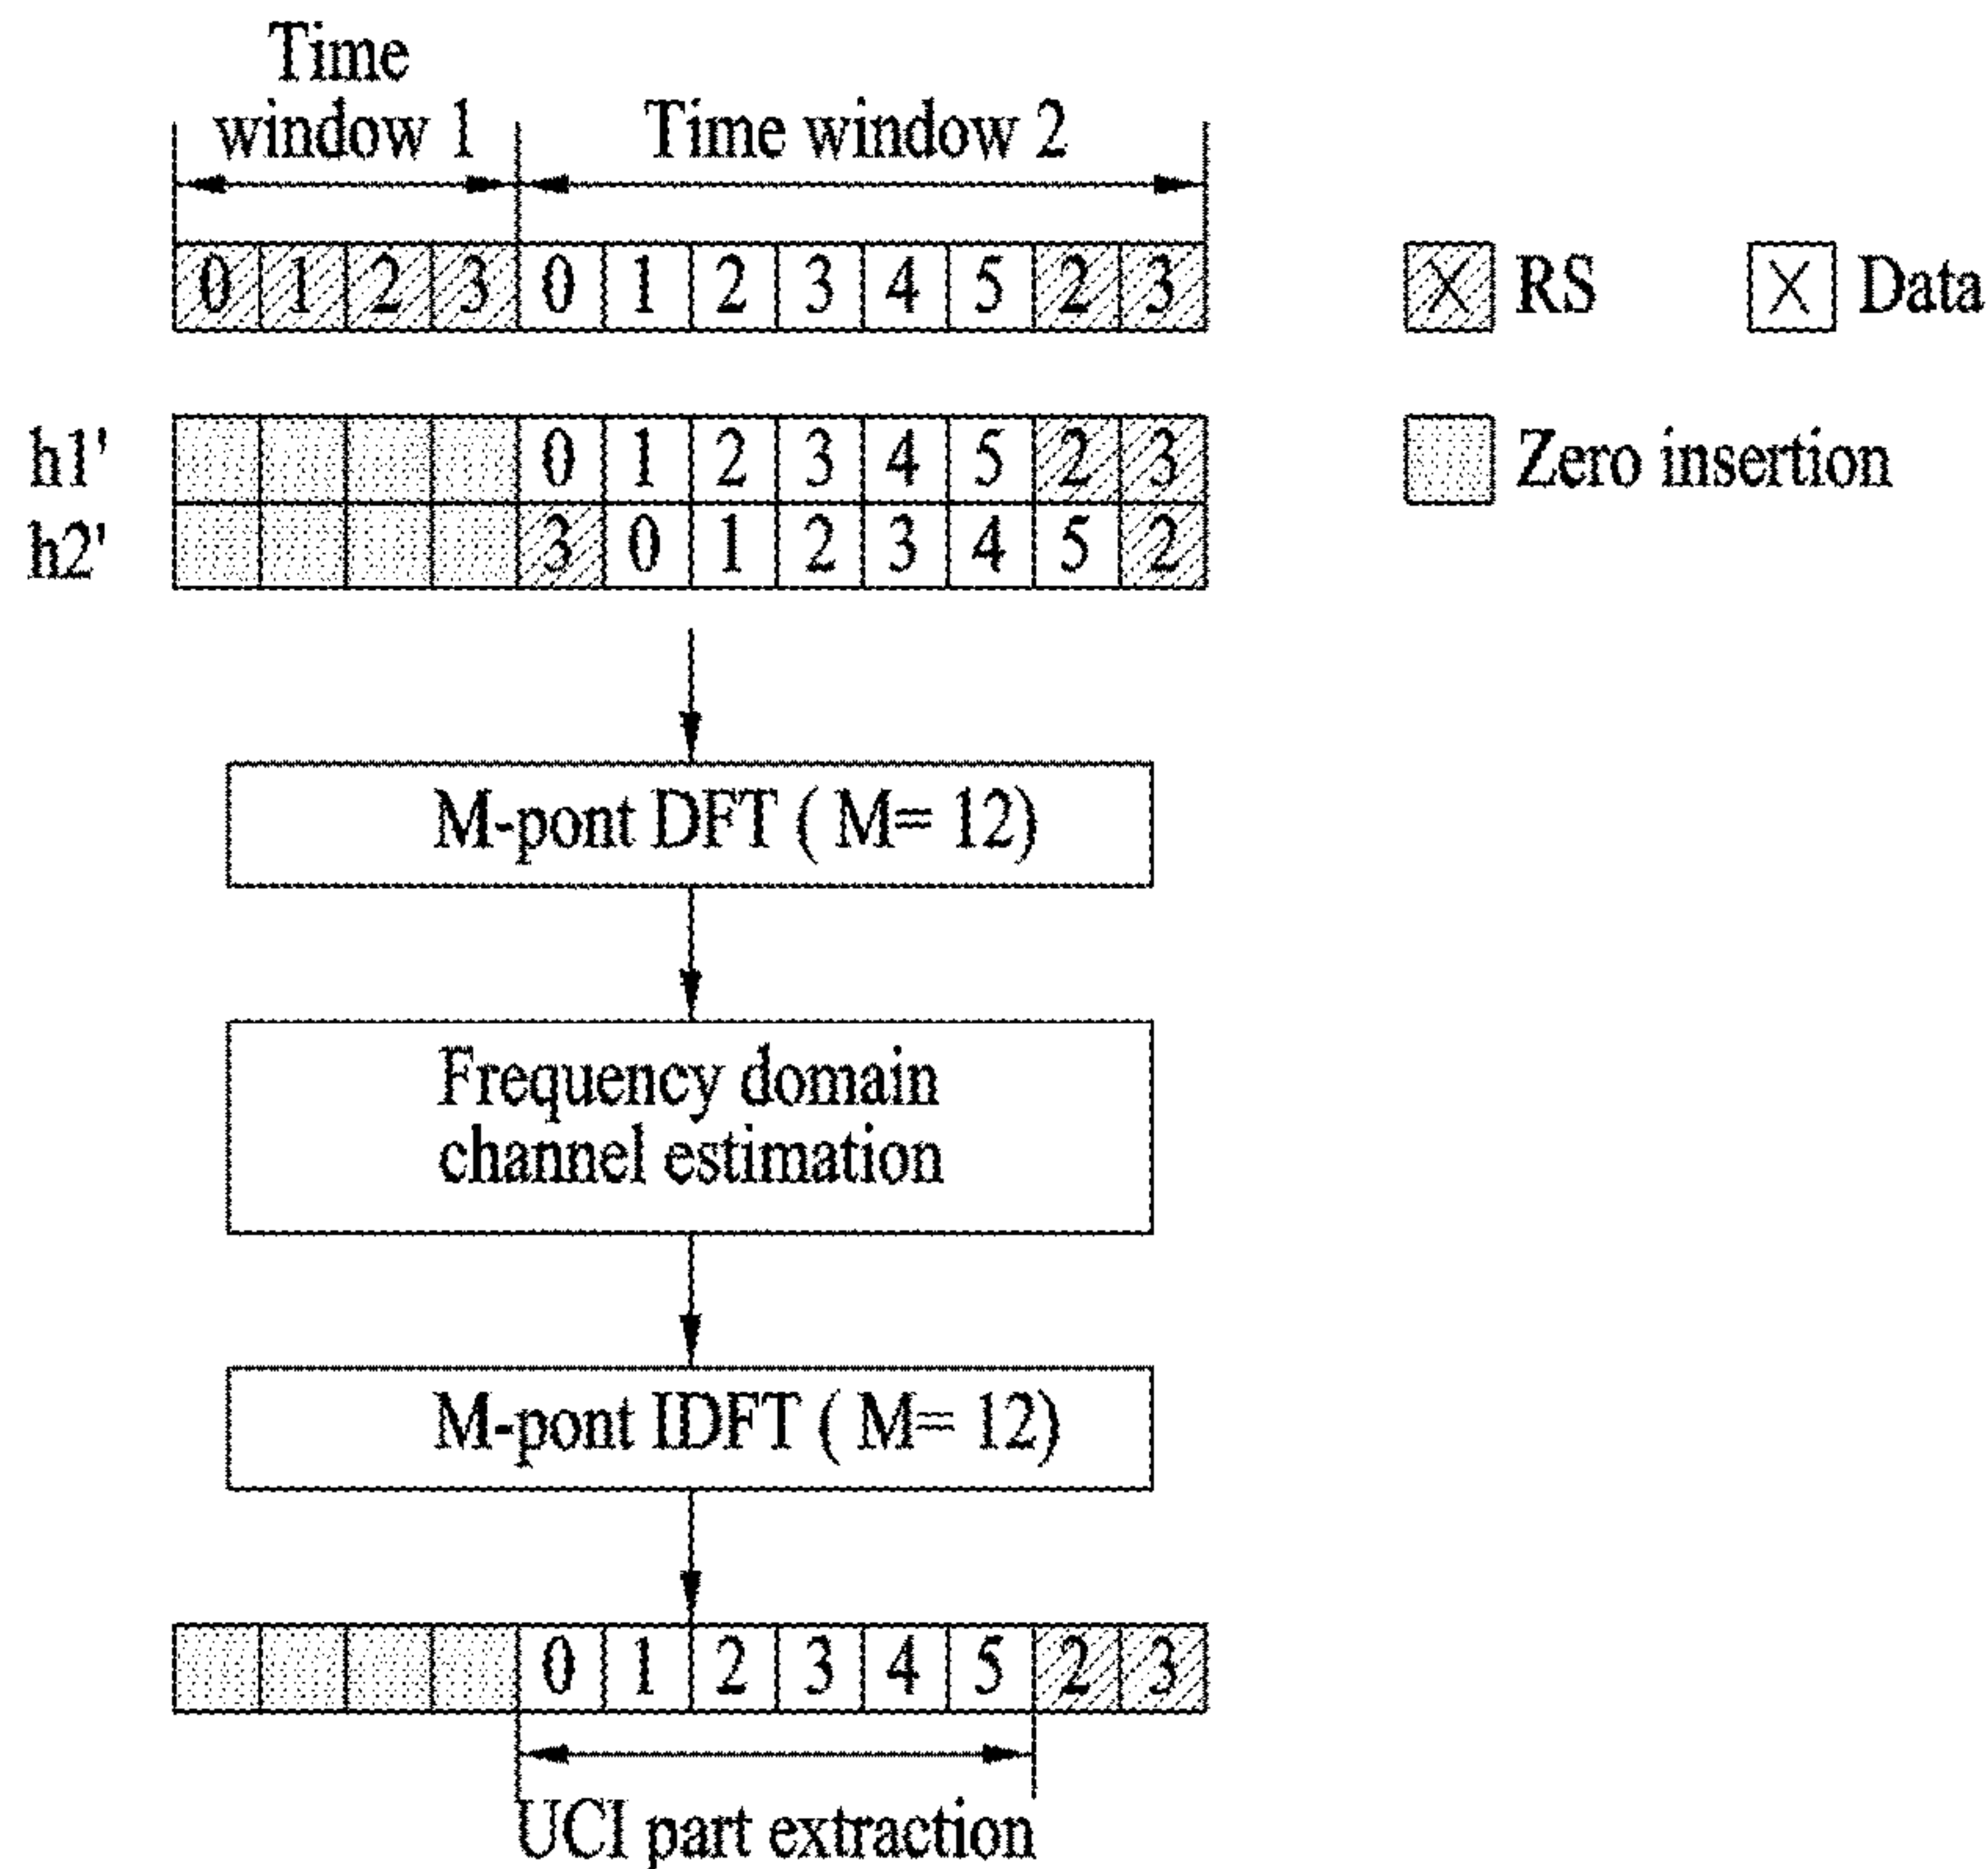 Time
window 1 Time window 2
0 1 2 3 0 1 2 3 4 5 2 3 X RS X Data
h1' 0 1 2 3 4 5 2 3 Zero insertion
h2' 3 0 1 2 3 4 5 2
M-pont DFT ( M= 12)
Frequency domain
channel estimation
M-pont IDFT ( M= 12)
0 1 2 3 4 5 2 3
UCI part extraction